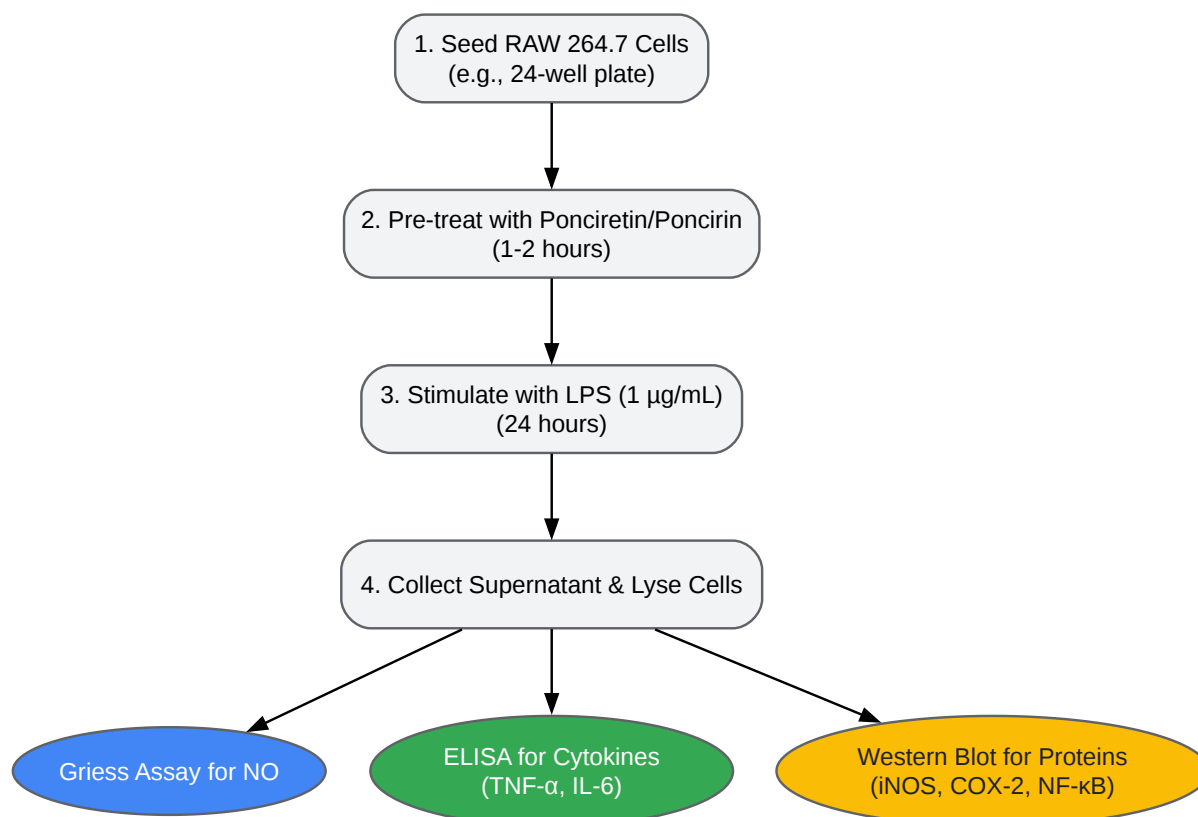 1. Seed RAW 264.7 Cells
(e.g., 24-well plate)
2. Pre-treat with Ponciretin/Poncirin
(1-2 hours)
3. Stimulate with LPS (1 µg/mL)
(24 hours)
4. Collect Supernatant & Lyse Cells
Griess Assay for NO
ELISA for Cytokines
(TNF-α, IL-6)
Western Blot for Proteins
(iNOS, COX-2, NF-κB)